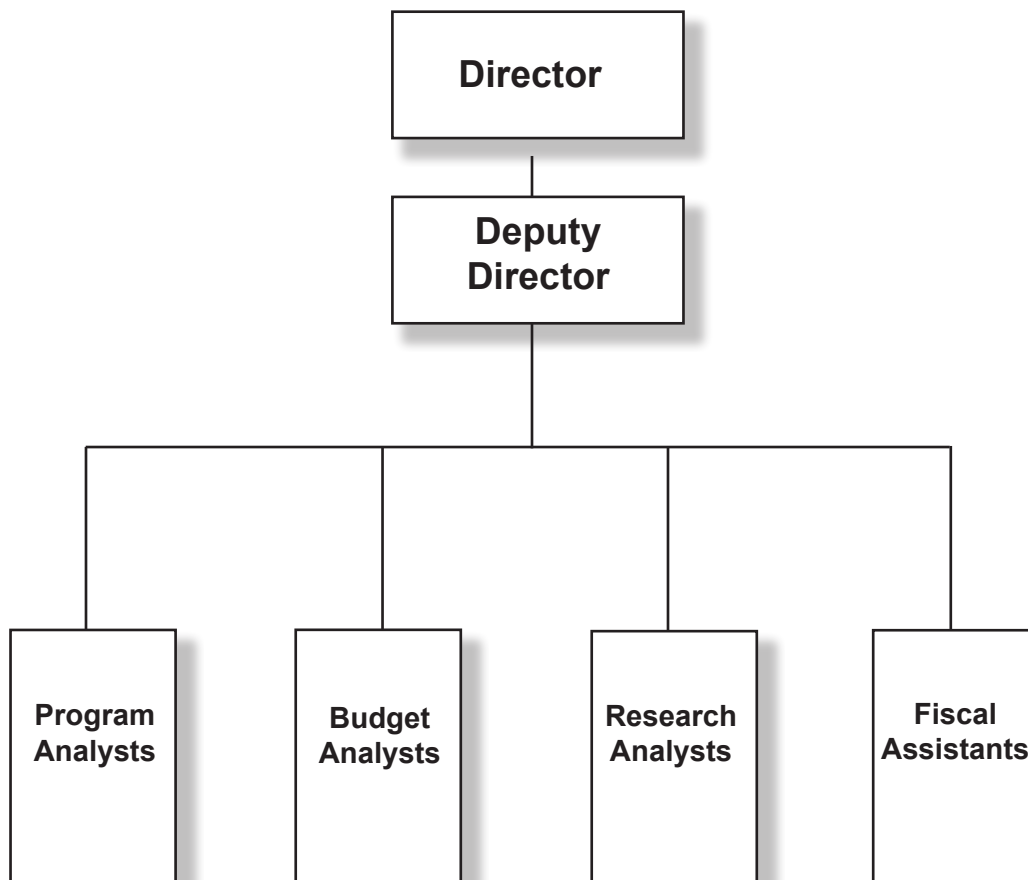 Director
Deputy
Director
Program
Analysts
Budget
Analysts
Research
Analysts
Fiscal
Assistants